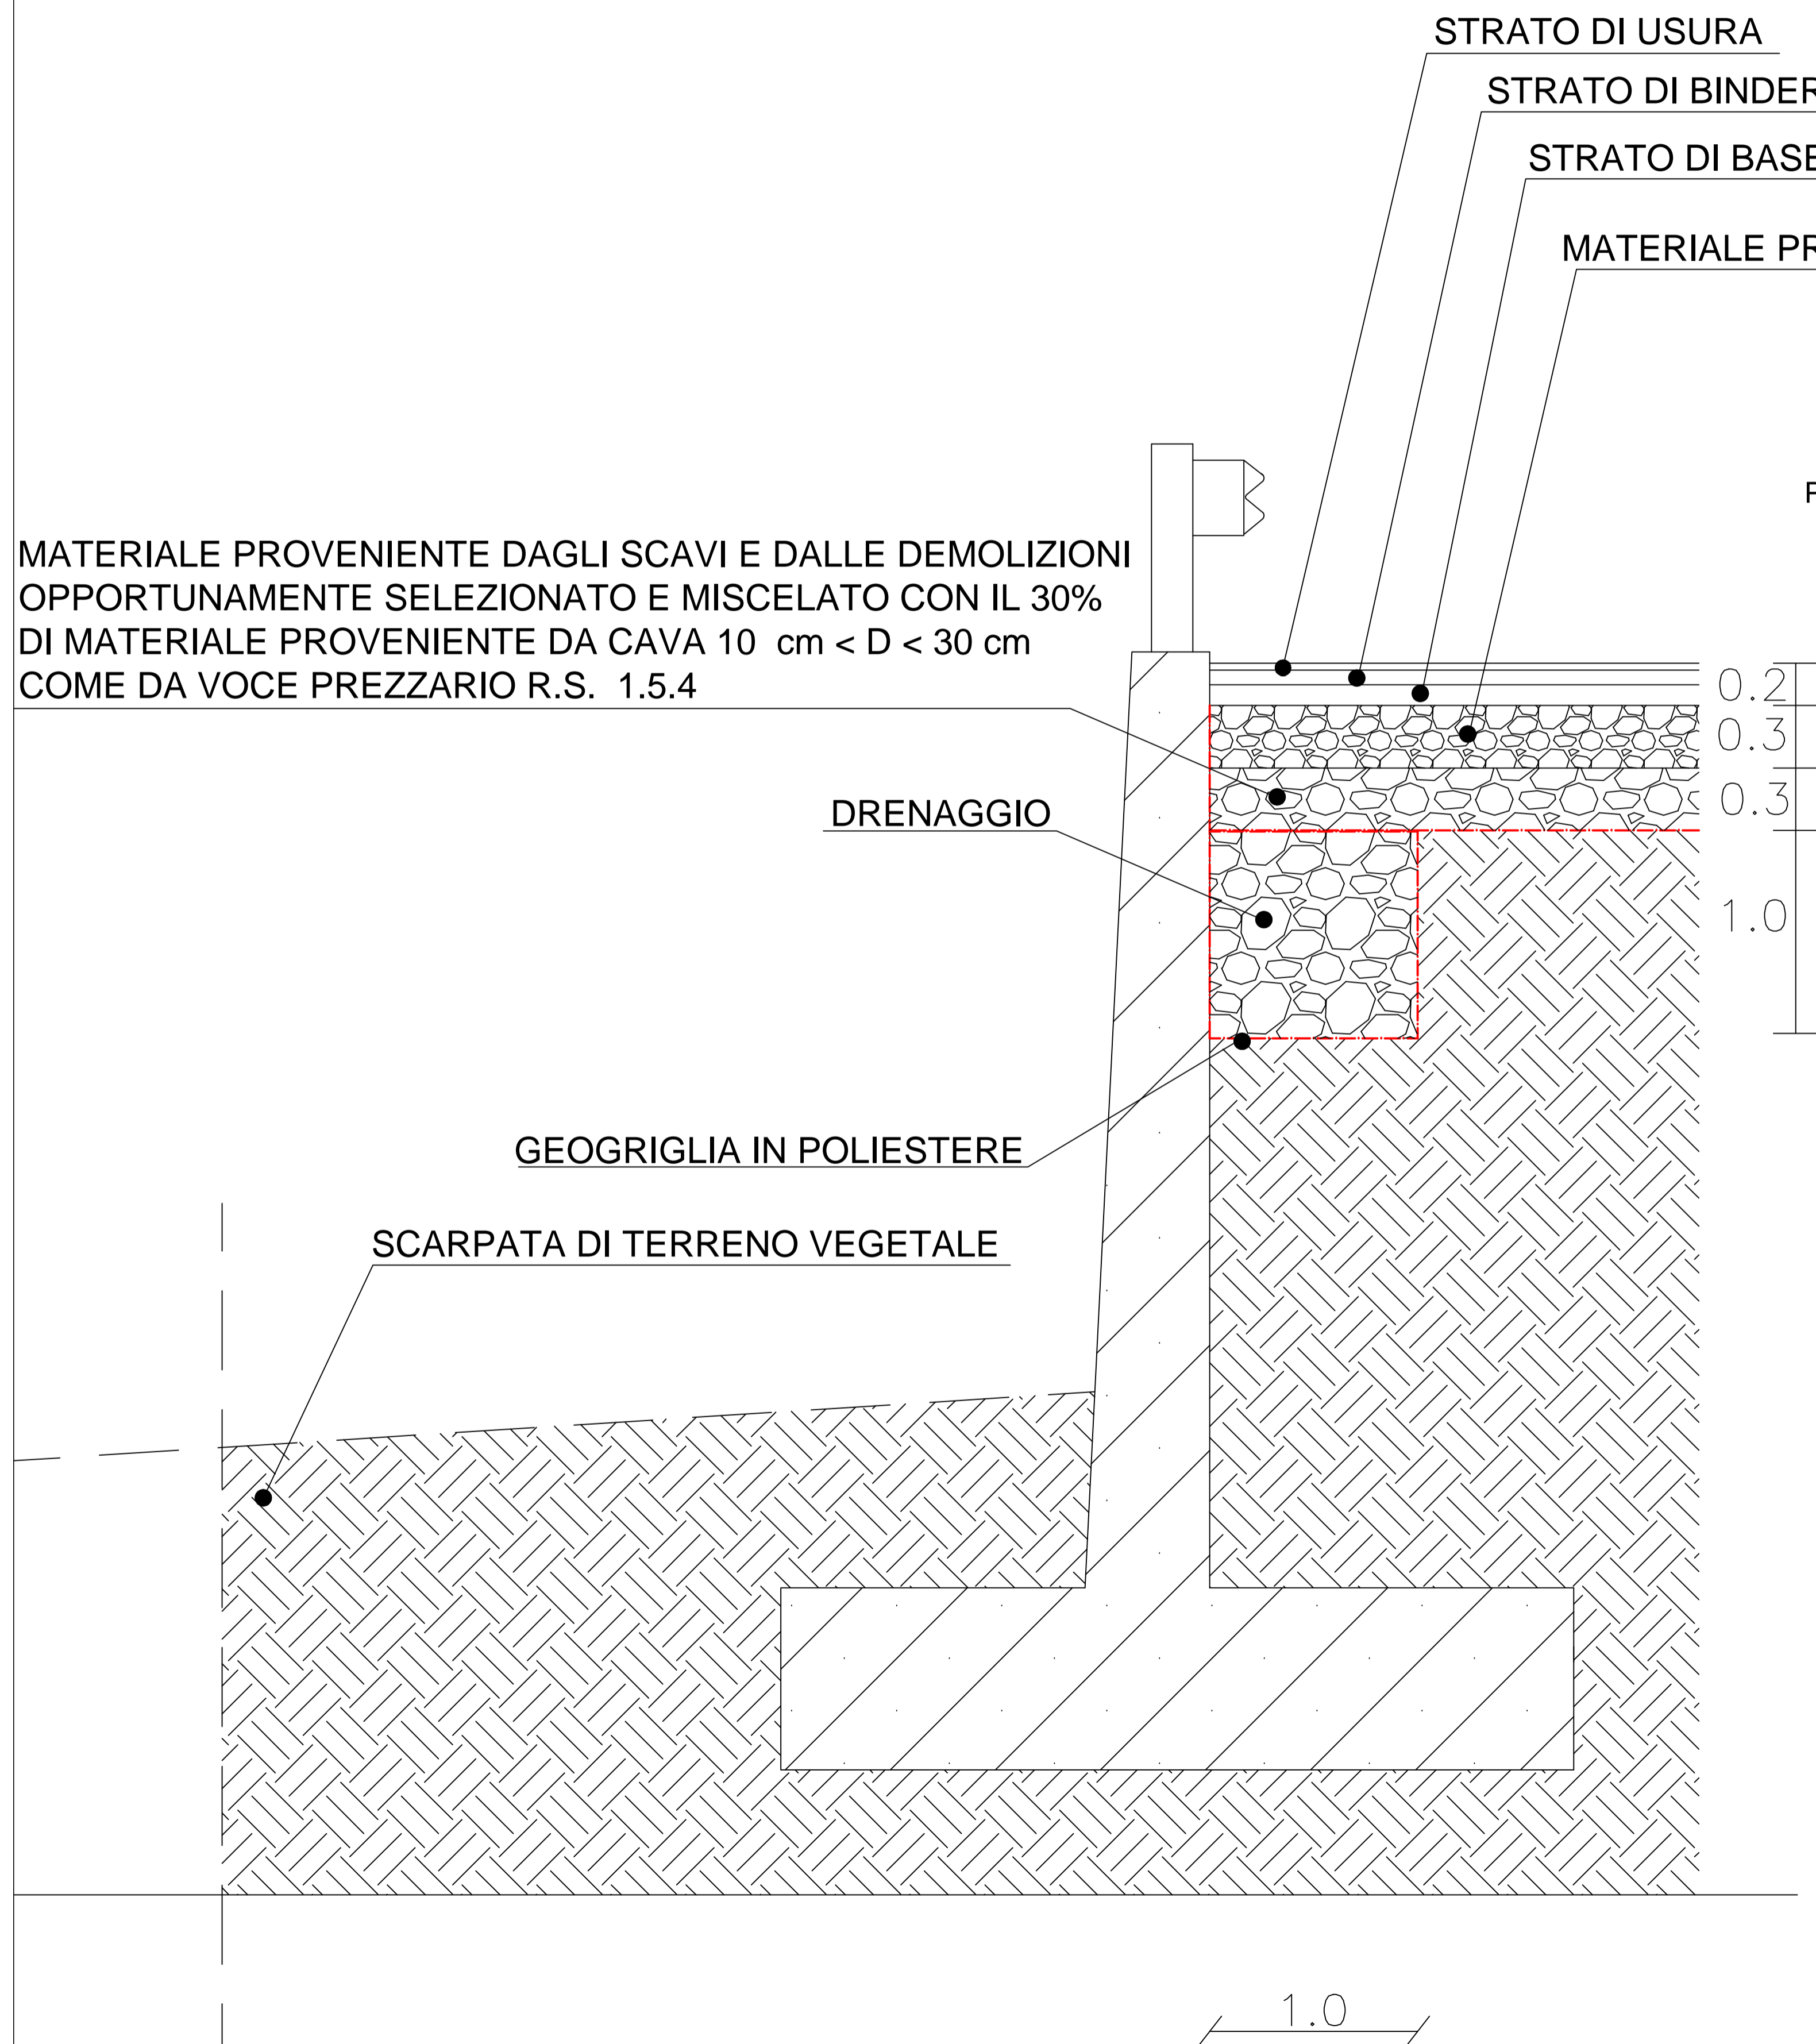 STRATO DI USURA
STRATO DI BINDER
STRATO DI BASE
MATERIALE PR
MATERIALE PROVENIENTE DAGLI SCAVI E DALLE DEMOLIZIONI
OPPORTUNAMENTE SELEZIONATO E MISCELATO CON IL 30%
DI MATERIALE PROVENIENTE DA CAVA 10 cm < D < 30 cm
COME DA VOCE PREZZARIO R.S. 1.5.4
0.2
0.3
0.3
DRENAGGIO
1.0
GEOGRIGLIA IN POLIESTERE
SCARPATA DI TERRENO VEGETALE
1.0